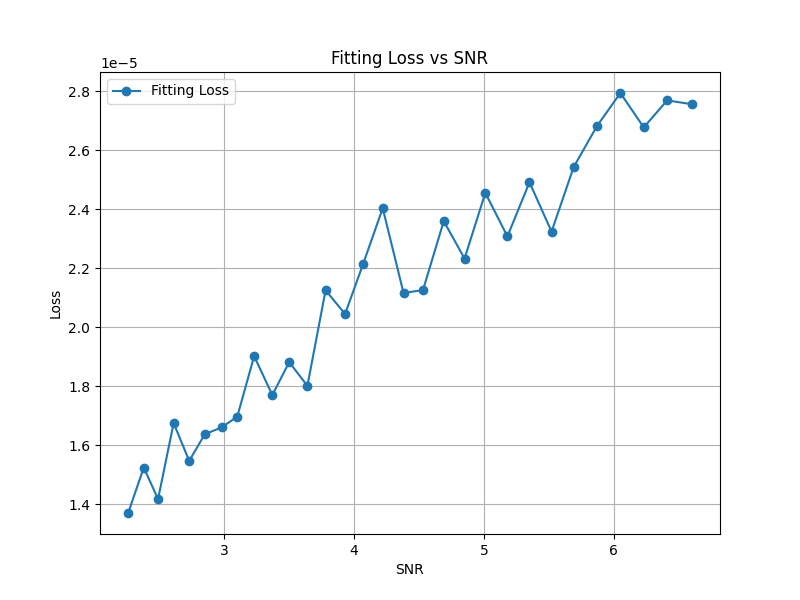 Fitting Loss vs SNR
1e−5
Fitting Loss
2.8
2.6
2.4
2.2
2.0
1.8
1.6
1.4
Loss
3 4 5 6
SNR